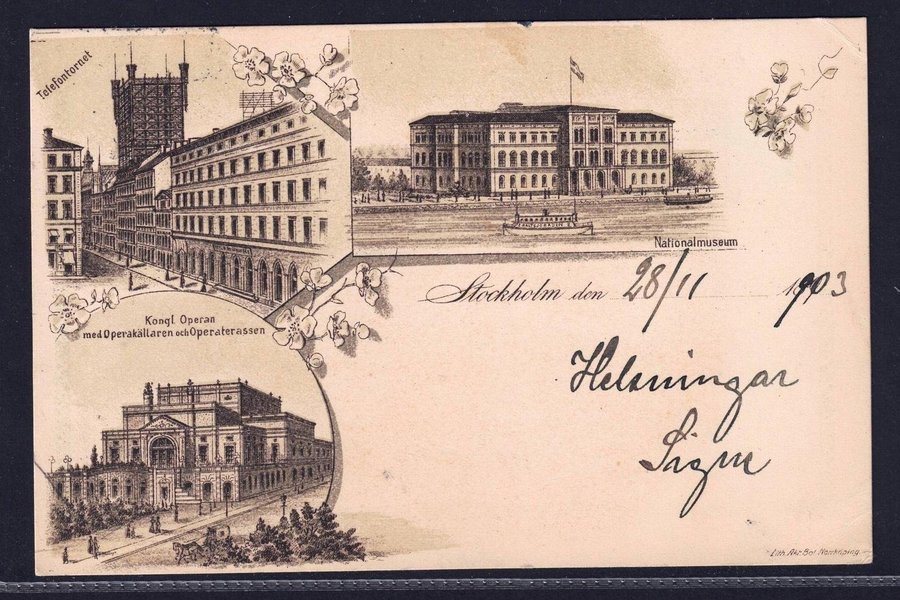 Telefontornet
Nationalmuseum
Kongl. Operan
med Operakällaren och Operaterassen
Stockholm den 28/11 1903
Helsningar
Signe
Lith. Akt. Bol. Norrköping.